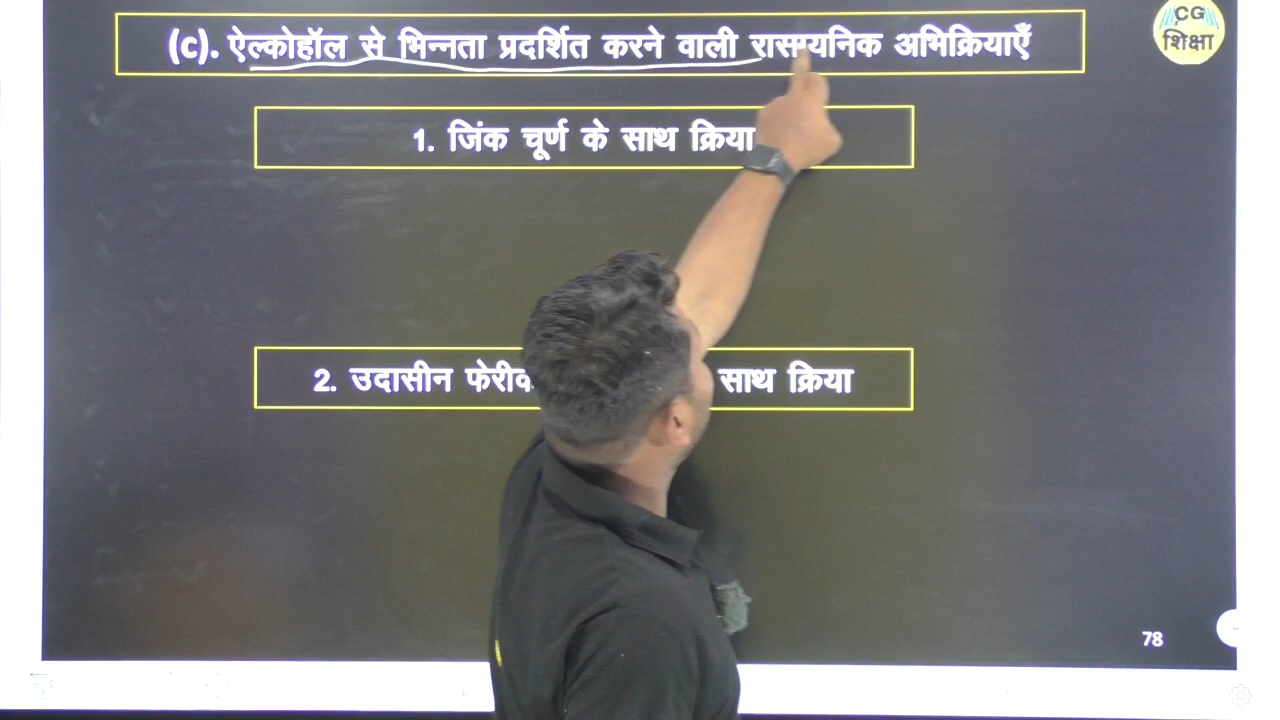 (c). ऐल्कोहॉल से भिन्नता प्रदर्शित करने वाली रासायनिक अभिक्रियाएँ
CG
शिक्षा
1. जिंक चूर्ण के साथ क्रिया
2. उदासीन साथ क्रिया
78